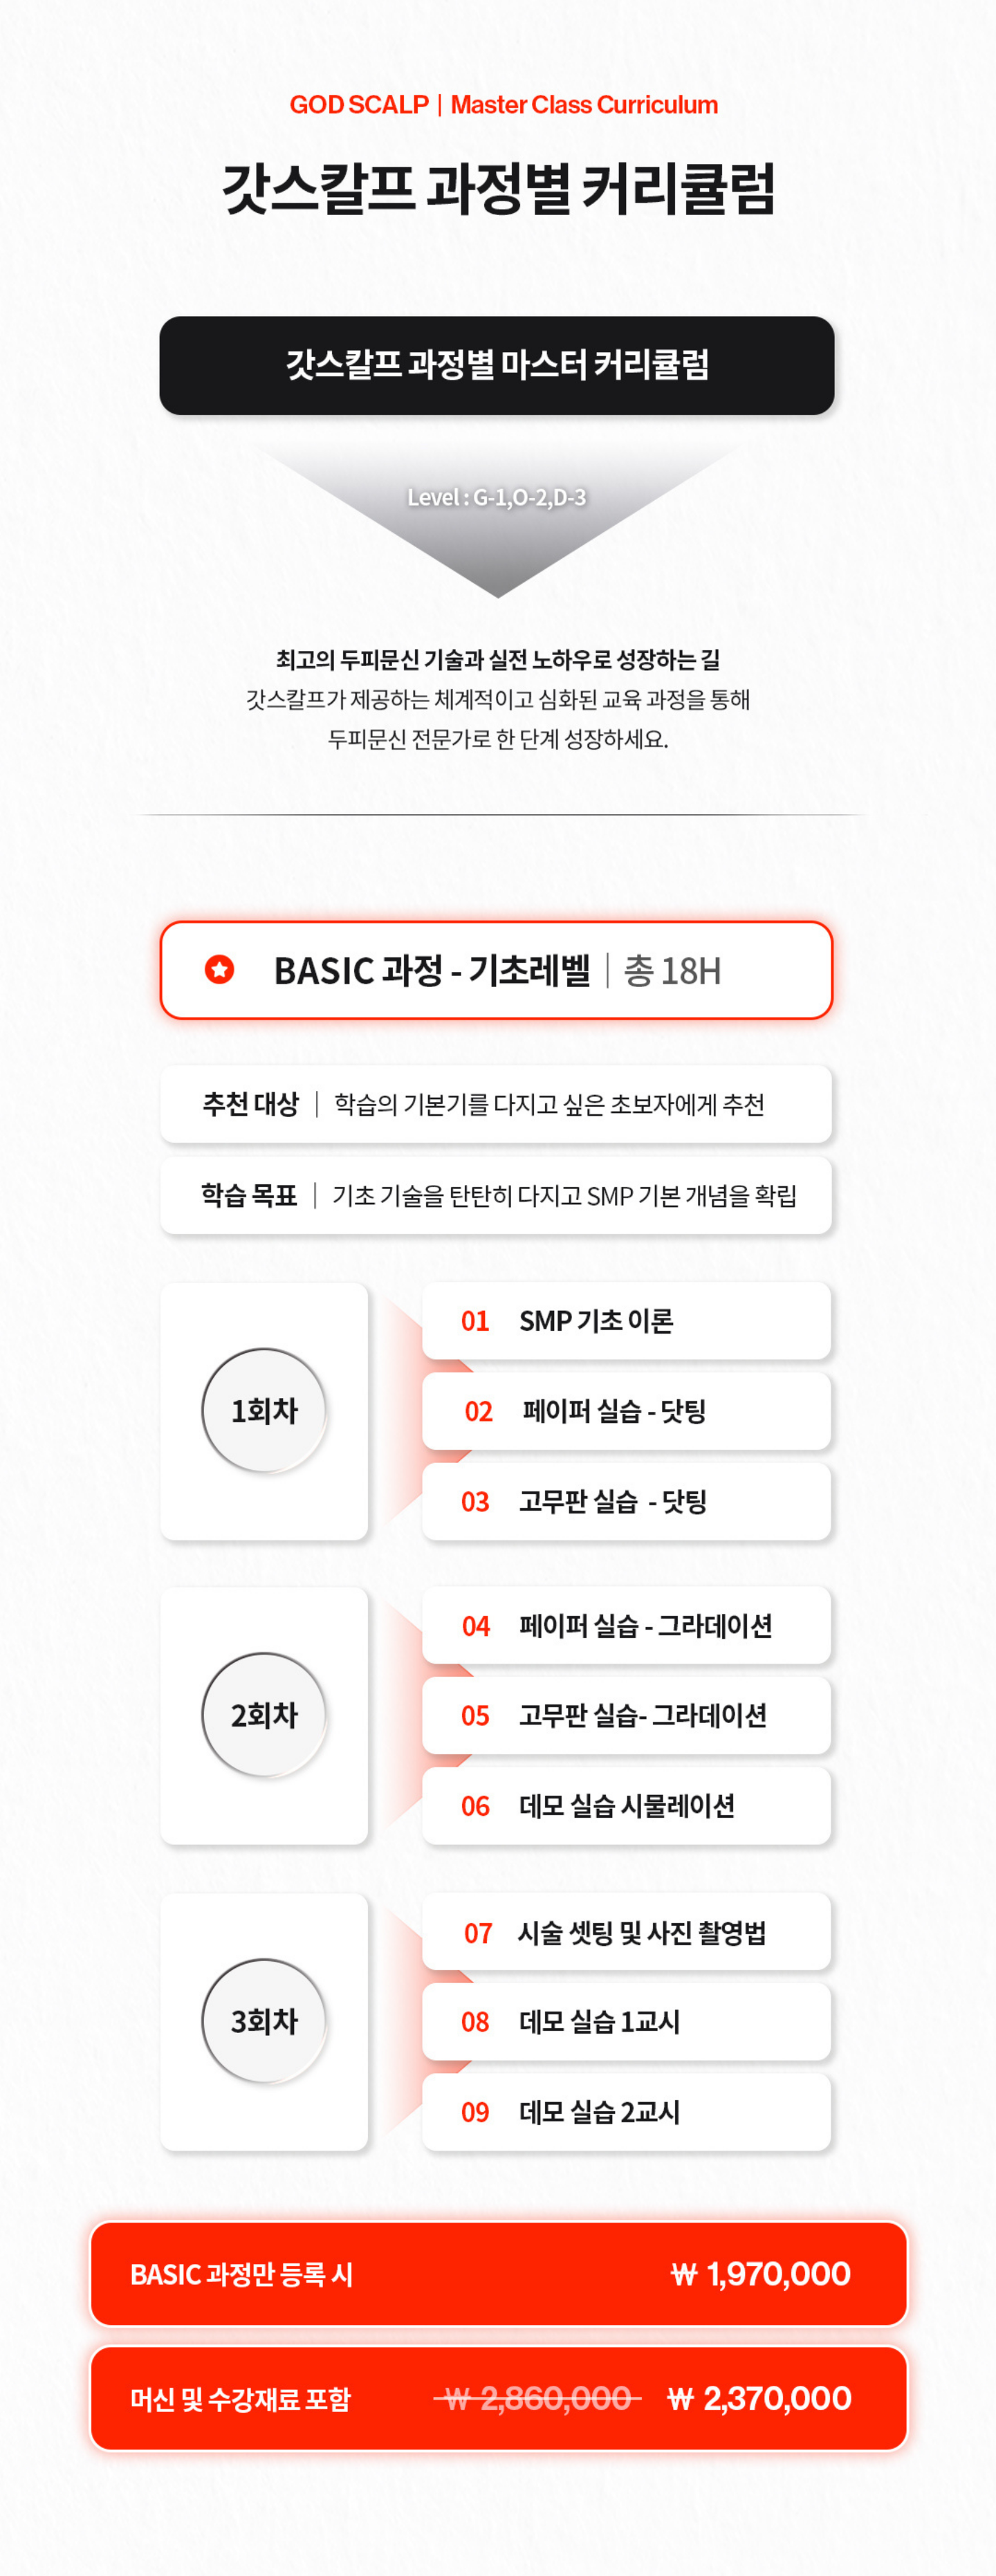 GOD SCALP | Master Class Curriculum
갓스칼프 과정별 커리큘럼
갓스칼프 과정별 마스터 커리큘럼
Level : G-1,O-2,D-3
최고의 두피문신 기술과 실전 노하우로 성장하는 길
갓스칼프가 제공하는 체계적이고 심화된 교육 과정을 통해
두피문신 전문가로 한 단계 성장하세요.
BASIC 과정 - 기초레벨 | 총 18H
추천 대상 | 학습의 기본기를 다지고 싶은 초보자에게 추천
학습 목표 | 기초 기술을 탄탄히 다지고 SMP 기본 개념을 확립
1회차
01 SMP 기초 이론
02 페이퍼 실습 - 닷팅
03 고무판 실습 - 닷팅
2회차
04 페이퍼 실습 - 그라데이션
05 고무판 실습- 그라데이션
06 데모 실습 시물레이션
3회차
07 시술 셋팅 및 사진 촬영법
08 데모 실습 1교시
09 데모 실습 2교시
BASIC 과정만 등록 시 ₩ 1,970,000
머신 및 수강재료 포함 ₩ 2,860,000 ₩ 2,370,000